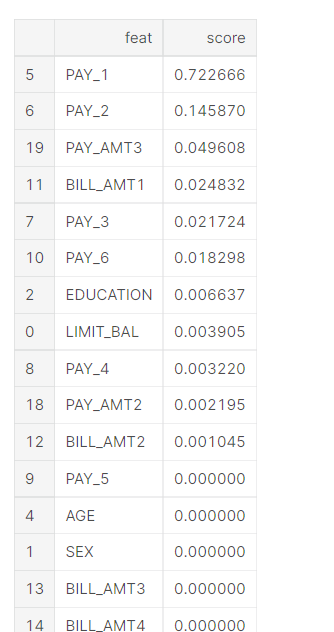 feat score
5 PAY_1 0.722666
6 PAY_2 0.145870
19 PAY_AMT3 0.049608
11 BILL_AMT1 0.024832
7 PAY_3 0.021724
10 PAY_6 0.018298
2 EDUCATION 0.006637
0 LIMIT_BAL 0.003905
8 PAY_4 0.003220
18 PAY_AMT2 0.002195
12 BILL_AMT2 0.001045
9 PAY_5 0.000000
4 AGE 0.000000
1 SEX 0.000000
13 BILL_AMT3 0.000000
14 BILL_AMT4 0.000000